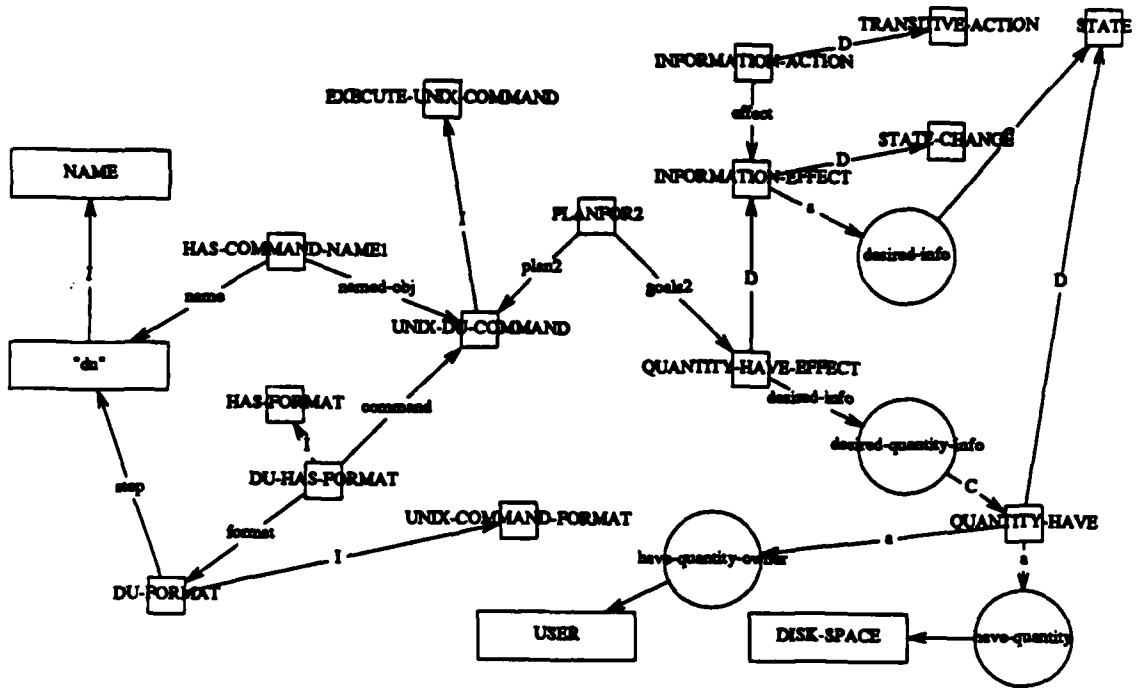 TRANSITIVE-ACTION
STATE
D
INFORMATION-ACTION
EXECUTE-UNIX-COMMAND
effect
STATE-CHANGE
C
D
NAME
INFORMATION-EFFECT
PLANFOR2
a
HAS-COMMAND-NAME1
I
desired-info
plan2
I
named-obj
goals2
D
D
name
UNIX-DU-COMMAND
"du"
QUANTITY-HAVE-EFFECT
desired-info
HAS-FORMAT
command
I
desired-quantity-info
DU-HAS-FORMAT
step
C
UNIX-COMMAND-FORMAT
QUANTITY-HAVE
format
a
I
have-quantity-owner
a
DU-FORMAT
USER
DISK-SPACE
have-quantity